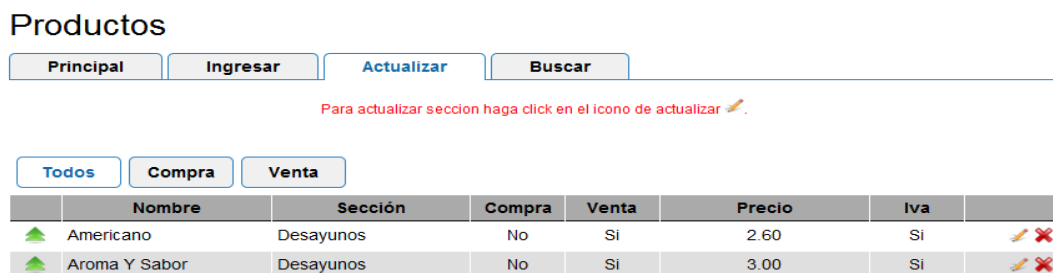 Productos
Principal Ingresar Actualizar Buscar
Para actualizar seccion haga click en el icono de actualizar .
Todos Compra Venta
Nombre Sección Compra Venta Precio Iva
Americano Desayunos No Si 2.60 Si
Aroma Y Sabor Desayunos No Si 3.00 Si